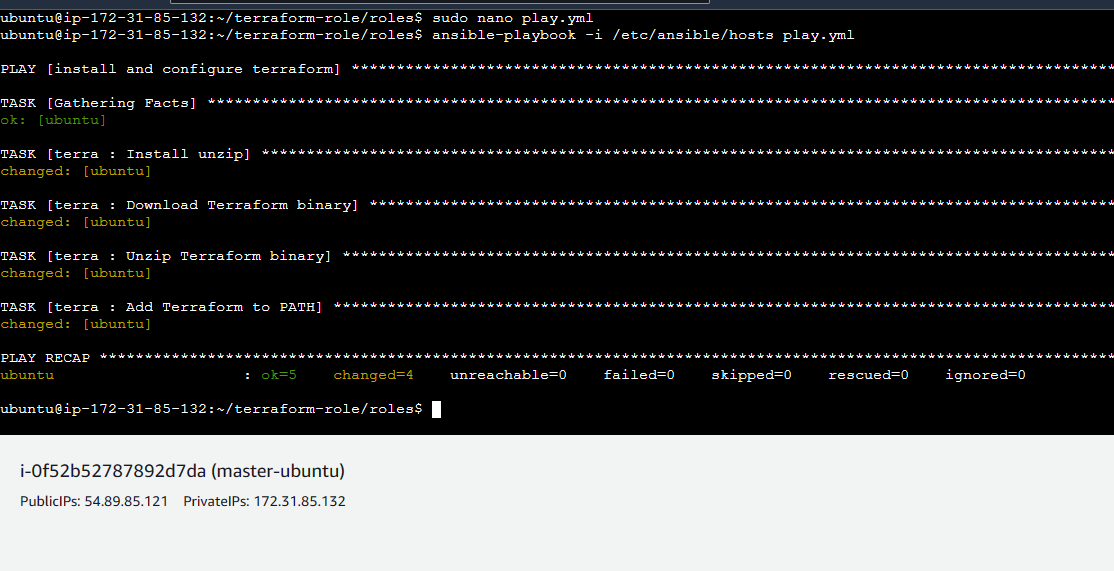 ubuntu@ip-172-31-85-132:~/terraform-role/roles$ sudo nano play.yml
ubuntu@ip-172-31-85-132:~/terraform-role/roles$ ansible-playbook -i /etc/ansible/hosts play.yml
PLAY [install and configure terraform] *************************************************************************************
TASK [Gathering Facts] *****************************************************************************************************
ok: [ubuntu]
TASK [terra : Install unzip] ***********************************************************************************************
changed: [ubuntu]
TASK [terra : Download Terraform binary] ***********************************************************************************
changed: [ubuntu]
TASK [terra : Unzip Terraform binary] **************************************************************************************
changed: [ubuntu]
TASK [terra : Add Terraform to PATH] ***************************************************************************************
changed: [ubuntu]
PLAY RECAP *****************************************************************************************************************
ubuntu                     : ok=5    changed=4    unreachable=0    failed=0    skipped=0    rescued=0    ignored=0
ubuntu@ip-172-31-85-132:~/terraform-role/roles$
i-0f52b52787892d7da (master-ubuntu)
PublicIPs: 54.89.85.121    PrivateIPs: 172.31.85.132